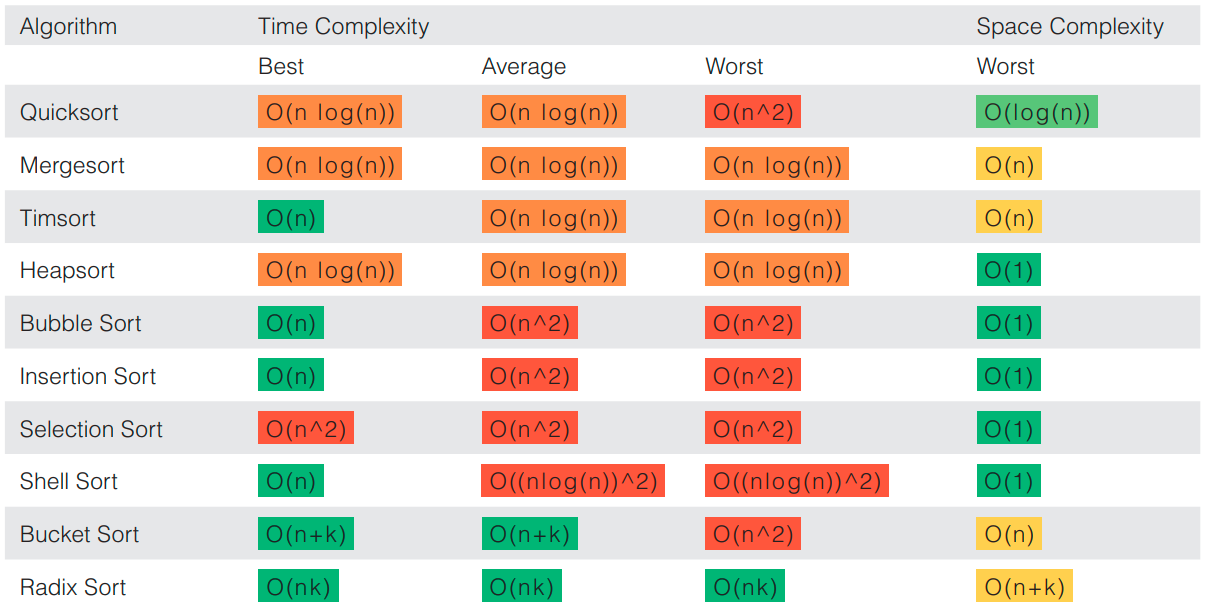 Algorithm Time Complexity Space Complexity
Best Average Worst Worst
Quicksort O(n log(n)) O(n log(n)) O(n^2) O(log(n))
Mergesort O(n log(n)) O(n log(n)) O(n log(n)) O(n)
Timsort O(n) O(n log(n)) O(n log(n)) O(n)
Heapsort O(n log(n)) O(n log(n)) O(n log(n)) O(1)
Bubble Sort O(n) O(n^2) O(n^2) O(1)
Insertion Sort O(n) O(n^2) O(n^2) O(1)
Selection Sort O(n^2) O(n^2) O(n^2) O(1)
Shell Sort O(n) O((nlog(n))^2) O((nlog(n))^2) O(1)
Bucket Sort O(n+k) O(n+k) O(n^2) O(n)
Radix Sort O(nk) O(nk) O(nk) O(n+k)